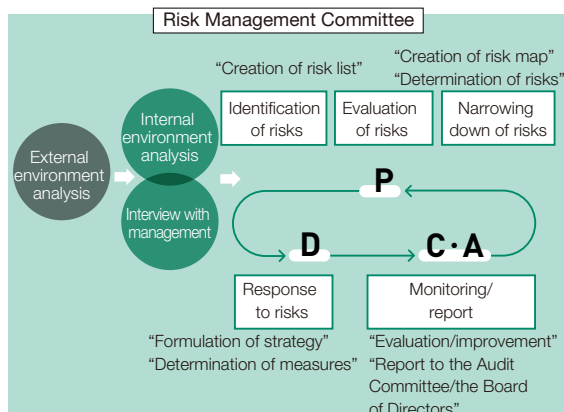 Risk Management Committee
“Creation of risk list”
“Creation of risk map”
“Determination of risks”
Identification
of risks
Evaluation
of risks
Narrowing
down of risks
External
environment
analysis
Internal
environment
analysis
Interview with
management
P
D
C・A
Response
to risks
Monitoring/
report
“Formulation of strategy”
“Determination of measures”
“Evaluation/improvement”
“Report to the Audit
Committee/the Board
of Directors”